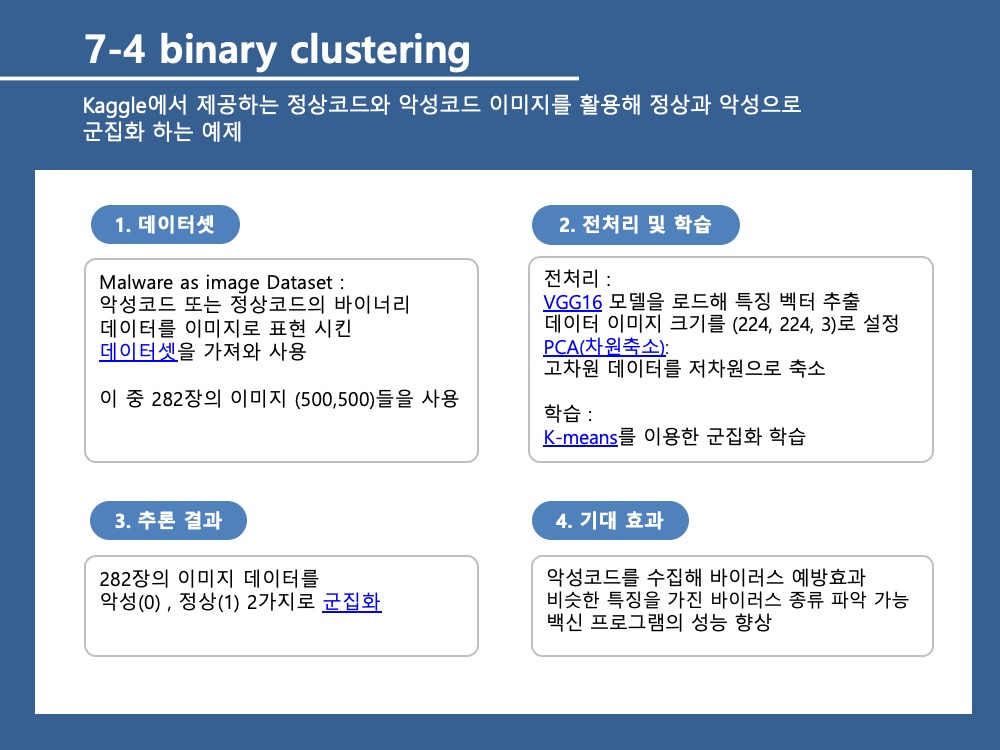 7-4 binary clustering
Kaggle에서 제공하는 정상코드와 악성코드 이미지를 활용해 정상과 악성으로
군집화 하는 예제
1. 데이터셋
Malware as image Dataset :
악성코드 또는 정상코드의 바이너리
데이터를 이미지로 표현 시킨
데이터셋을 가져와 사용
이 중 282장의 이미지 (500,500)들을 사용
2. 전처리 및 학습
전처리 :
VGG16 모델을 로드해 특징 벡터 추출
데이터 이미지 크기를 (224, 224, 3)로 설정
PCA(차원축소):
고차원 데이터를 저차원으로 축소
학습 :
K-means를 이용한 군집화 학습
3. 추론 결과
282장의 이미지 데이터를
악성(0) , 정상(1) 2가지로 군집화
4. 기대 효과
악성코드를 수집해 바이러스 예방효과
비슷한 특징을 가진 바이러스 종류 파악 가능
백신 프로그램의 성능 향상